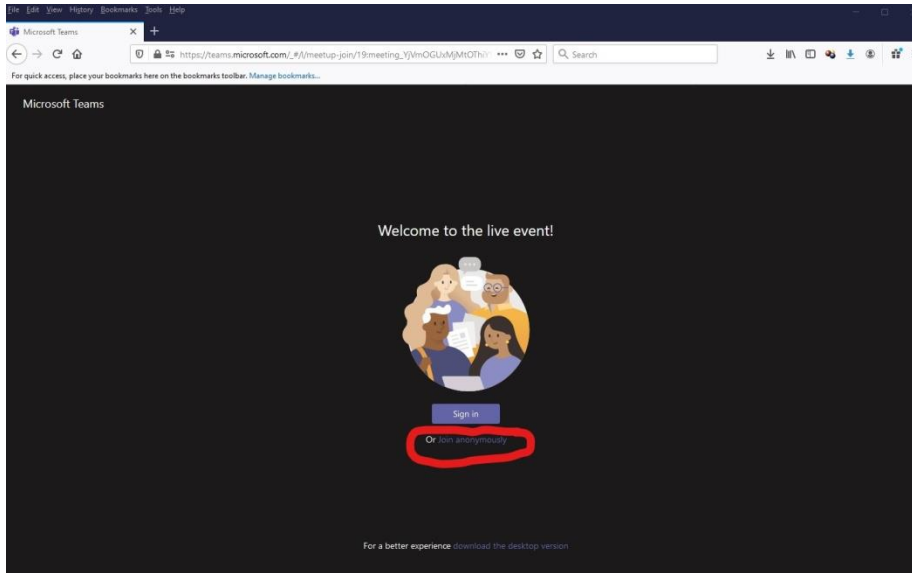 File Edit View History Bookmarks Tools Help
Microsoft Teams
https://teams.microsoft.com/_#/l/meetup-join/19:meeting_ Search
For quick access, place your bookmarks here on the bookmarks toolbar. Manage bookmarks...
Microsoft Teams
Welcome to the live event!
Sign in
Or Join anonymously
For a better experience download the desktop version